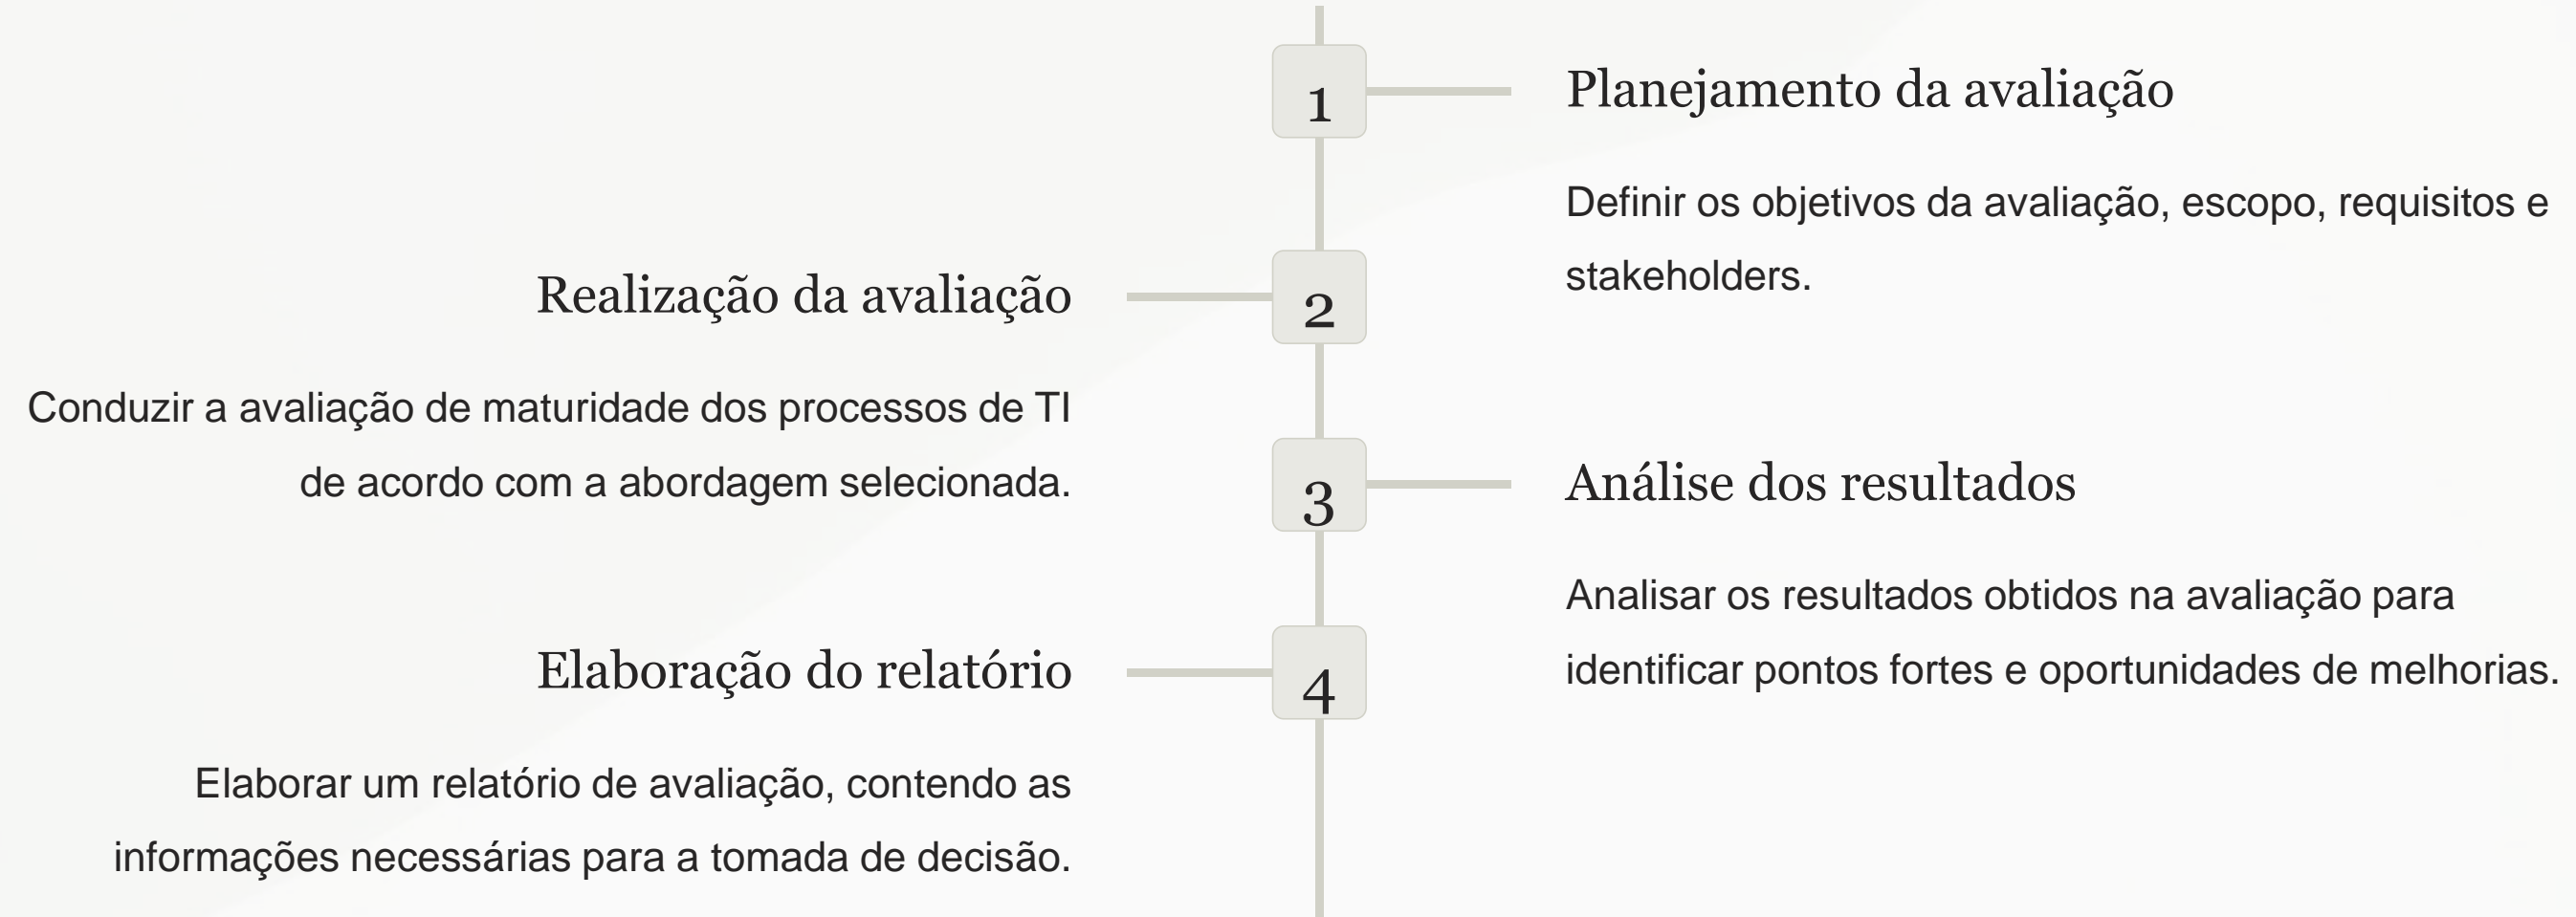 1
Planejamento da avaliação
Definir os objetivos da avaliação, escopo, requisitos e
stakeholders.
2
Realização da avaliação
Conduzir a avaliação de maturidade dos processos de TI
de acordo com a abordagem selecionada.
3
Análise dos resultados
Analisar os resultados obtidos na avaliação para
identificar pontos fortes e oportunidades de melhorias.
4
Elaboração do relatório
Elaborar um relatório de avaliação, contendo as
informações necessárias para a tomada de decisão.